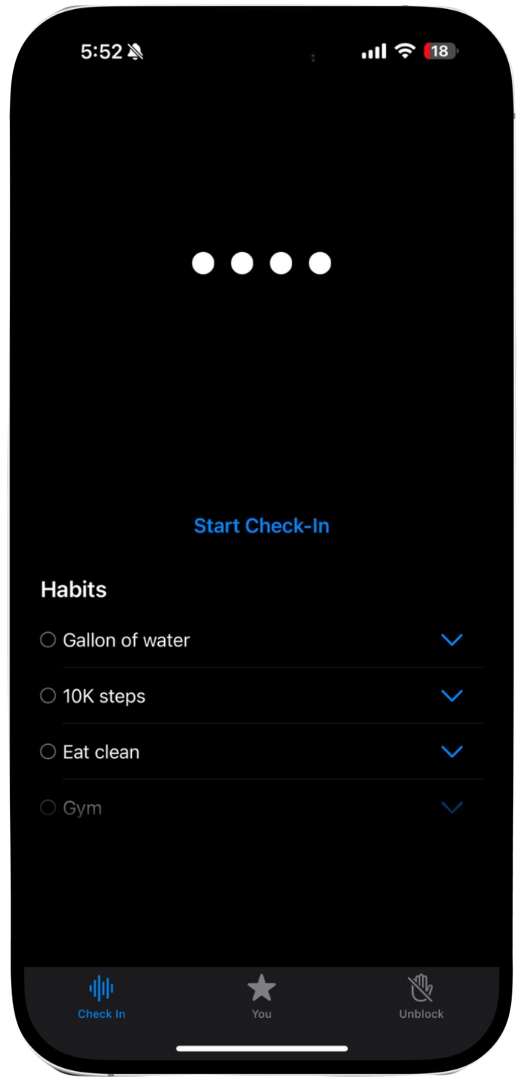 5:52
18
Start Check-In
Habits
Gallon of water
10K steps
Eat clean
Gym
Check In You Unblock